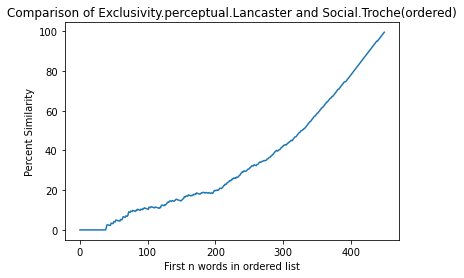 Comparison of Exclusivity.perceptual.Lancaster and Social.Troche(ordered)
100
80
60
40
20
0
Percent Similarity
0 100 200 300 400
First n words in ordered list